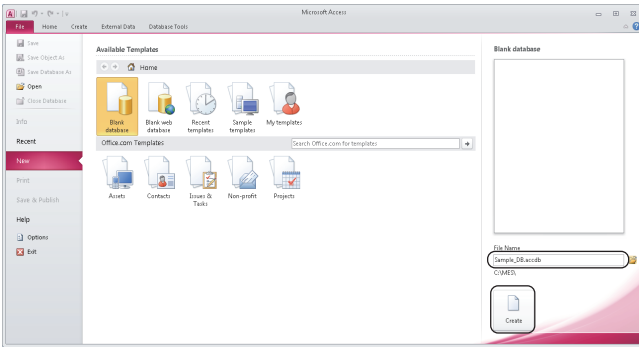 Microsoft Access
File Home Create External Data Database Tools
Save
Save Object As
Save Database As
Open
Close Database
Info
Recent
New
Print
Save & Publish
Help
Options
Exit
Available Templates
Home
Blank database
Blank web database
Recent templates
Sample templates
My templates
Office.com Templates
Search Office.com for templates
Assets
Contacts
Issues & Tasks
Non-profit
Projects
Blank database
File Name
Sample_DB.accdb
C:\MES\
Create